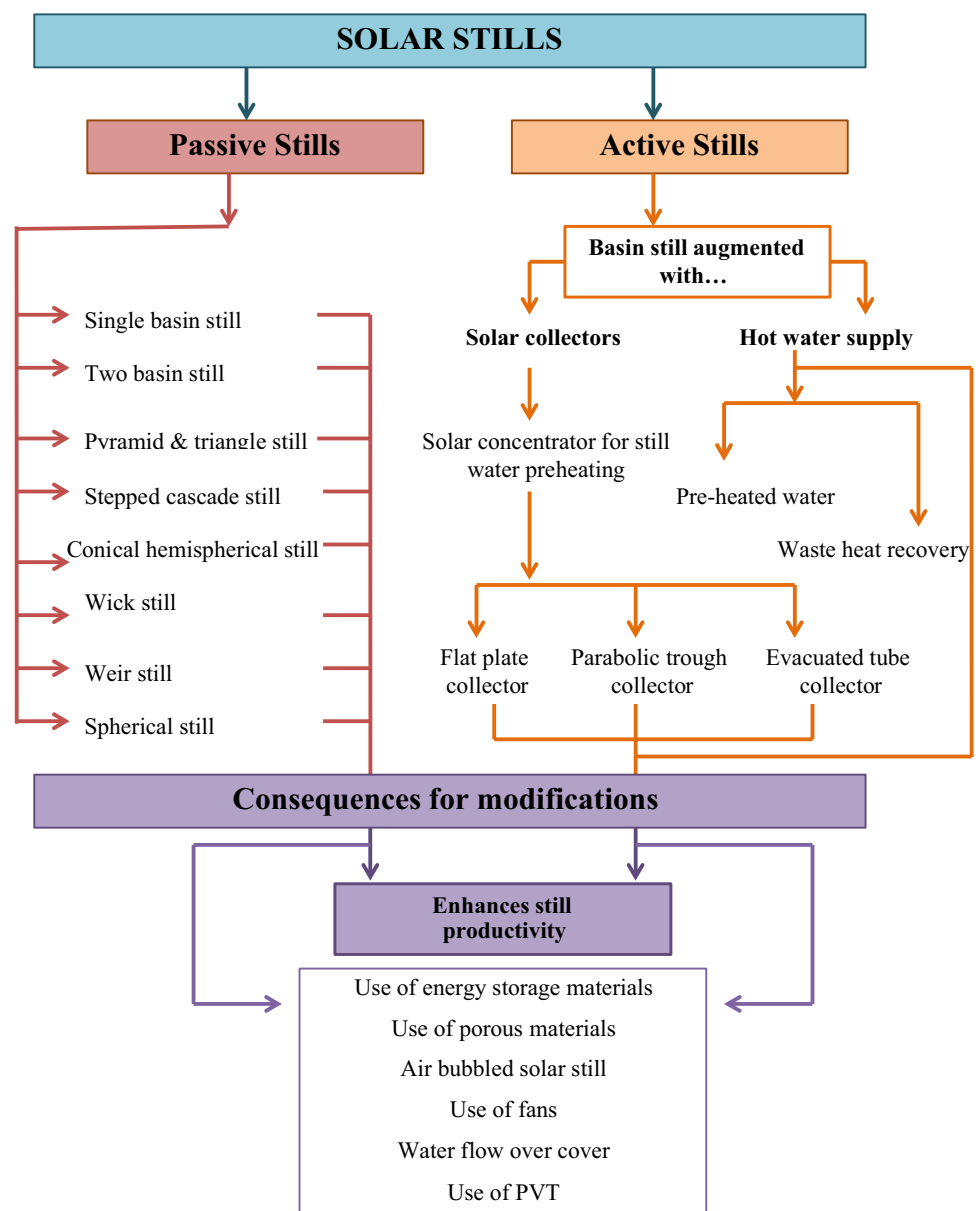 SOLAR STILLS
Passive Stills
Active Stills
Basin still augmented
with…
Solar collectors
Hot water supply
Single basin still
Two basin still
Pyramid & triangle still
Stepped cascade still
Conical hemispherical still
Wick still
Weir still
Spherical still
Solar concentrator for still
water preheating
Pre-heated water
Waste heat recovery
Flat plate
collector
Parabolic trough
collector
Evacuated tube
collector
Consequences for modifications
Enhances still
productivity
Use of energy storage materials
Use of porous materials
Air bubbled solar still
Use of fans
Water flow over cover
Use of PVT